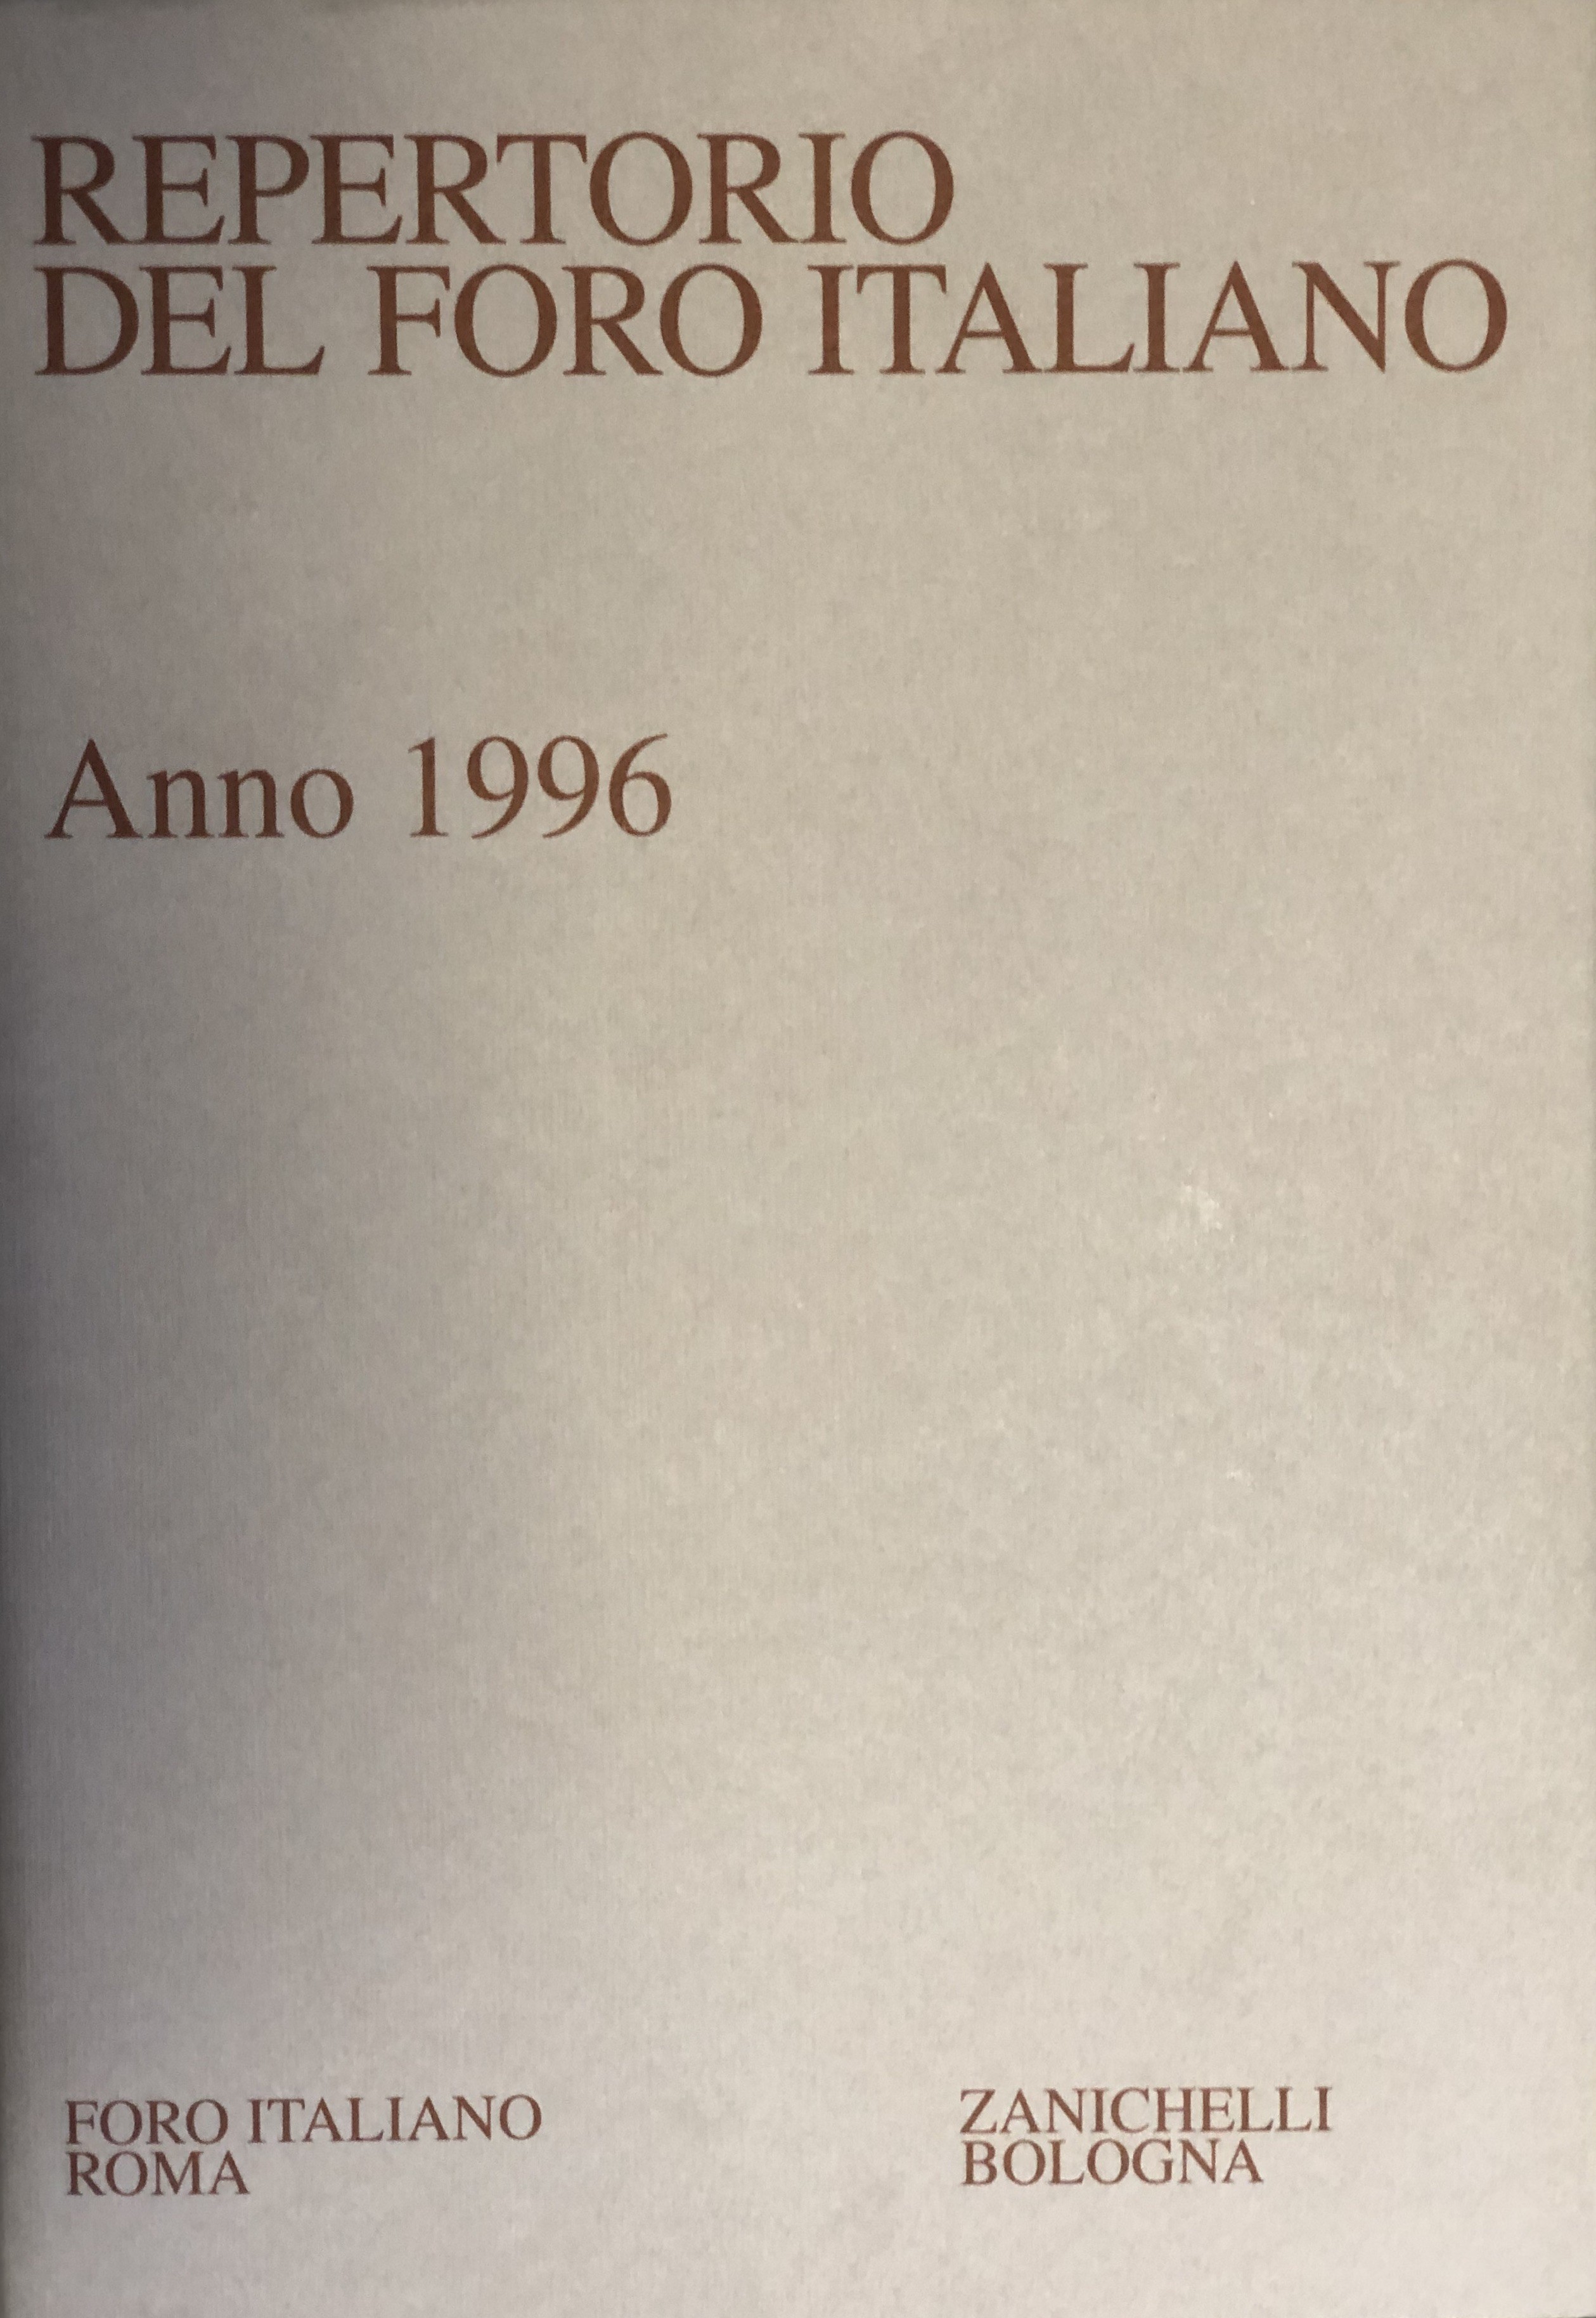 REPERTORIO
DEL FORO ITALIANO
Anno 1996
FORO ITALIANO
ROMA
ZANICHELLI
BOLOGNA